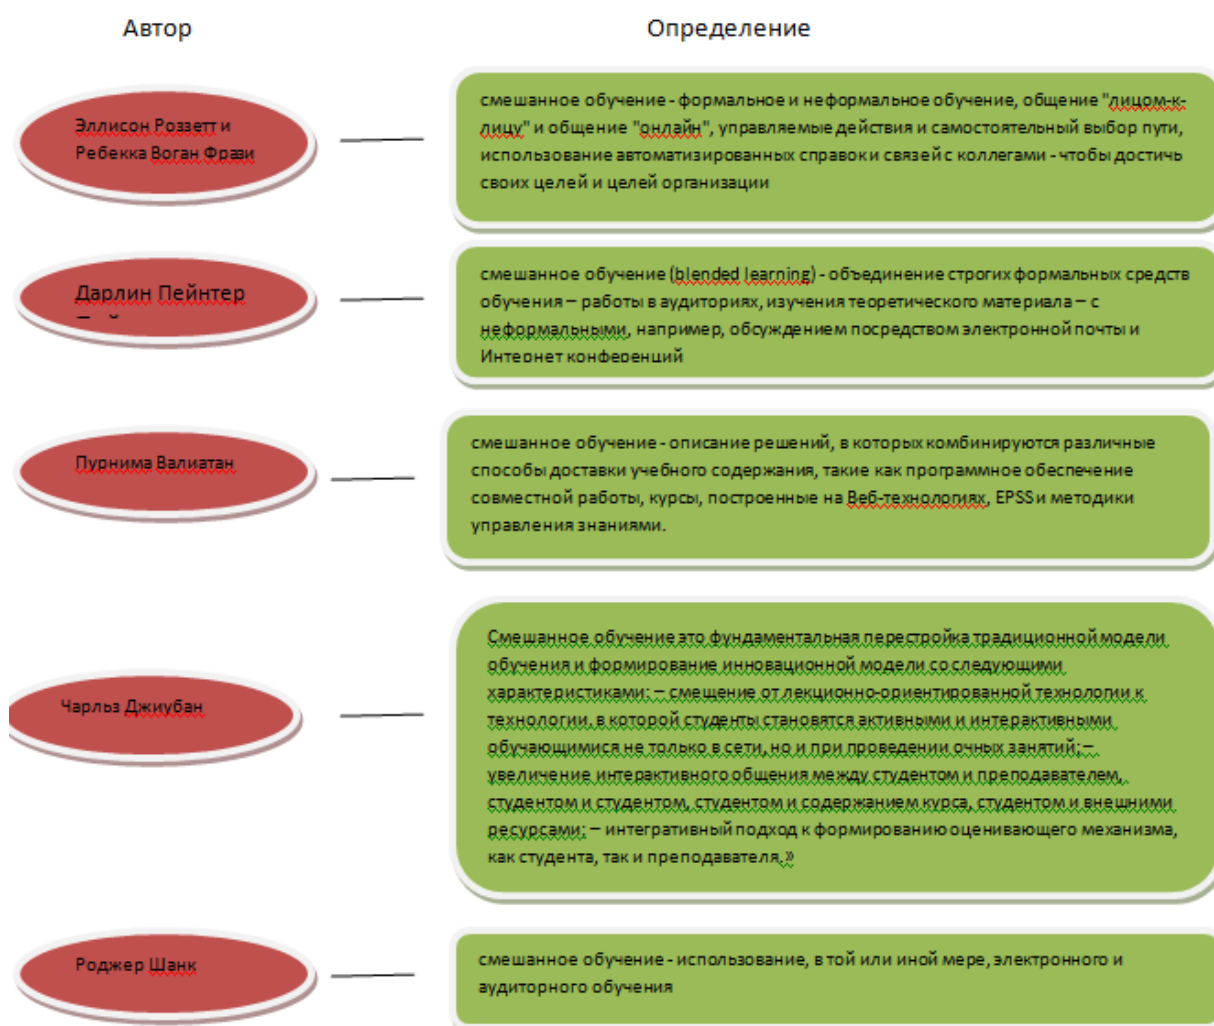 Автор
Определение
Эллисон Роззетт и
Ребекка Воган Фрази
смешанное обучение - формальное и неформальное обучение, общение "лицом-к-
лицу" и общение "онлайн", управляемые действия и самостоятельный выбор пути,
использование автоматизированных справок и связей с коллегами - чтобы достичь
своих целей и целей организации
Дарлин Пейнтер
смешанное обучение (blended learning) - объединение строгих формальных средств
обучения – работы в аудиториях, изучения теоретического материала – с
неформальными, например, обсуждением посредством электронной почты и
Интернет конференций
Пурнима Валиатан
смешанное обучение - описание решений, в которых комбинируются различные
способы доставки учебного содержания, такие как программное обеспечение
совместной работы, курсы, построенные на Веб-технологиях, EPSS и методики
управления знаниями.
Чарльз Джиубан
Смешанное обучение это фундаментальная перестройка традиционной модели
обучения и формирование инновационной модели со следующими
характеристиками: – смещение от лекционно-ориентированной технологии к
технологии, в которой студенты становятся активными и интерактивными
обучающимися не только в сети, но и при проведении очных занятий; –
увеличение интерактивного общения между студентом и преподавателем,
студентом и студентом, студентом и содержанием курса, студентом и внешними
ресурсами; – интегративный подход к формированию оценивающего механизма,
как студента, так и преподавателя.»
Роджер Шанк
смешанное обучение - использование, в той или иной мере, электронного и
аудиторного обучения